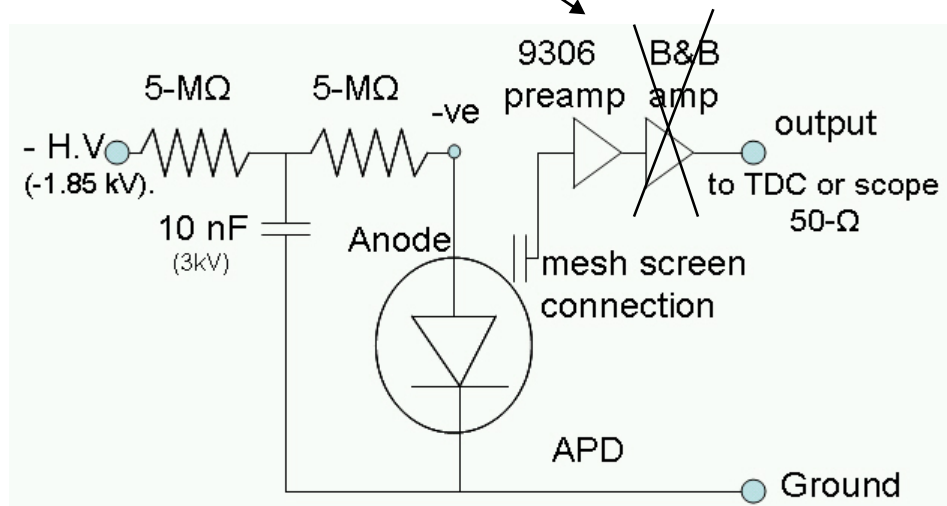 9306
preamp
B&B
amp
5-MΩ
5-MΩ
-ve
output
- H.V
(-1.85 kV).
to TDC or scope
50-Ω
10 nF
(3kV)
Anode
mesh screen
connection
APD
Ground